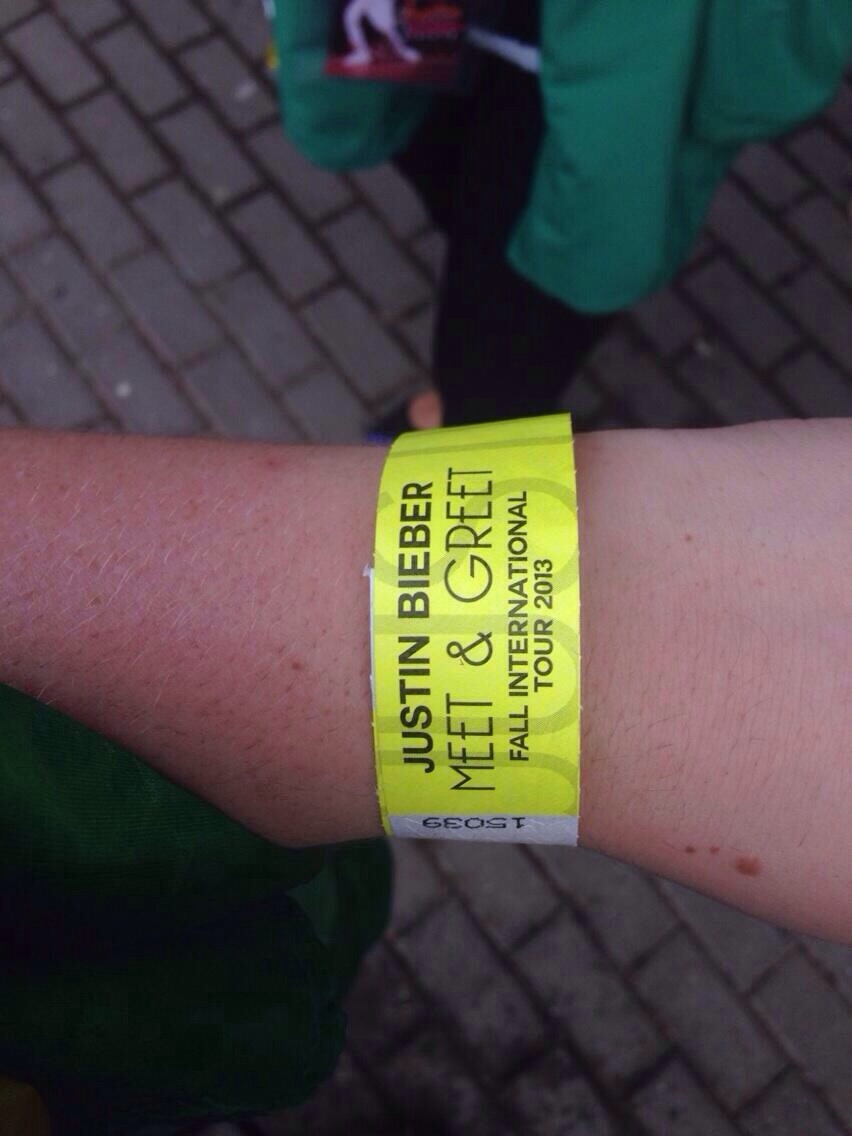 JUSTIN BIEBER
MEET & GREET
FALL INTERNATIONAL
TOUR 2013
15039